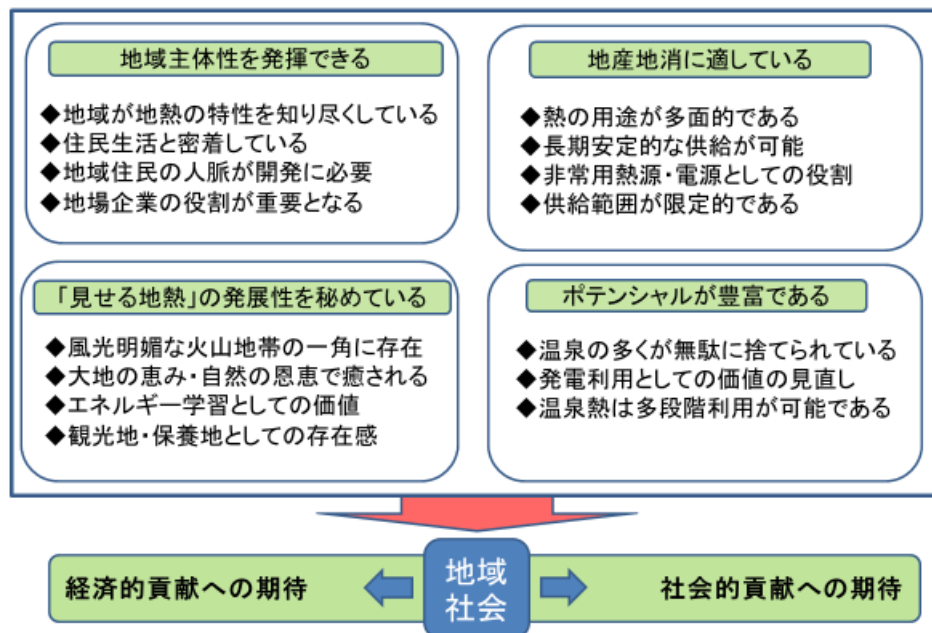 地域主体性を発揮できる
◆地域が地熱の特性を知り尽くしている
◆住民生活と密着している
◆地域住民の人脈が開発に必要
◆地場企業の役割が重要となる
地産地消に適している
◆熱の用途が多面的である
◆長期安定的な供給が可能
◆非常用熱源・電源としての役割
◆供給範囲が限定的である
「見せる地熱」の発展性を秘めている
◆風光明媚な火山地帯の一角に存在
◆大地の恵み・自然の恩恵で癒される
◆エネルギー学習としての価値
◆観光地・保養地としての存在感
ポテンシャルが豊富である
◆温泉の多くが無駄に捨てられている
◆発電利用としての価値の見直し
◆温泉熱は多段階利用が可能である
経済的貢献への期待
地域
社会
社会的貢献への期待